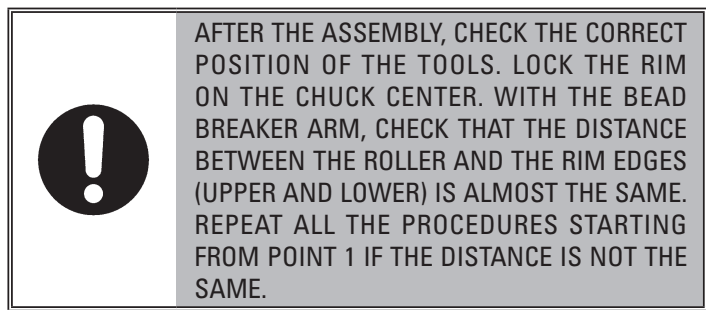 AFTER THE ASSEMBLY, CHECK THE CORRECT
POSITION OF THE TOOLS. LOCK THE RIM
ON THE CHUCK CENTER. WITH THE BEAD
BREAKER ARM, CHECK THAT THE DISTANCE
BETWEEN THE ROLLER AND THE RIM EDGES
(UPPER AND LOWER) IS ALMOST THE SAME.
REPEAT ALL THE PROCEDURES STARTING
FROM POINT 1 IF THE DISTANCE IS NOT THE
SAME.